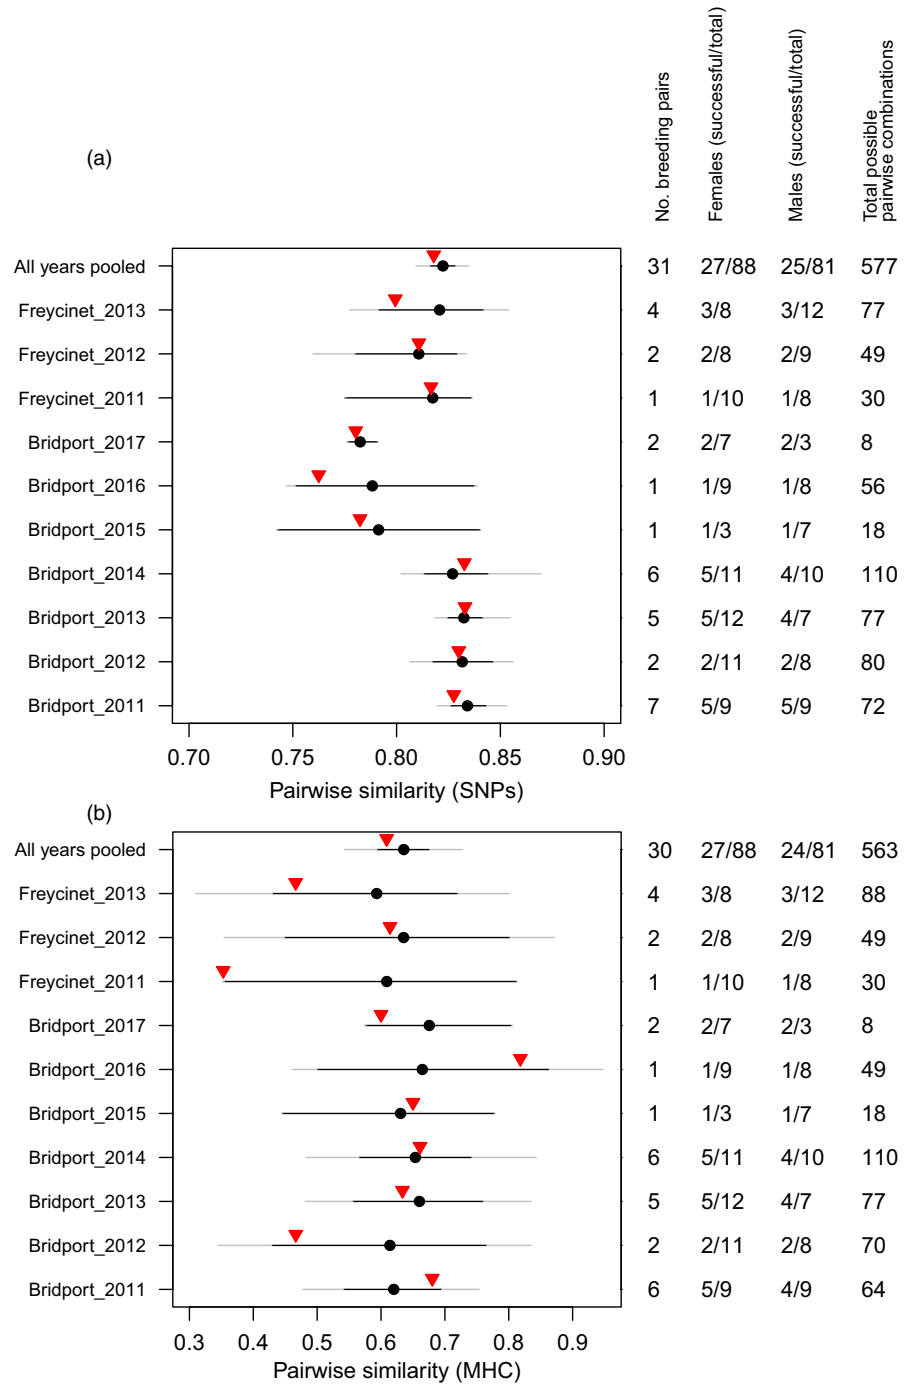 No. breeding pairs
Females (successful/total)
Males (successful/total)
Total possible
pairwise combinations
(a)
All years pooled 31 27/88 25/81 577
Freycinet_2013 4 3/8 3/12 77
Freycinet_2012 2 2/8 2/9 49
Freycinet_2011 1 1/10 1/8 30
Bridport_2017 2 2/7 2/3 8
Bridport_2016 1 1/9 1/8 56
Bridport_2015 1 1/3 1/7 18
Bridport_2014 6 5/11 4/10 110
Bridport_2013 5 5/12 4/7 77
Bridport_2012 2 2/11 2/8 80
Bridport_2011 7 5/9 5/9 72
0.70 0.75 0.80 0.85 0.90
Pairwise similarity (SNPs)
(b)
All years pooled 30 27/88 24/81 563
Freycinet_2013 4 3/8 3/12 88
Freycinet_2012 2 2/8 2/9 49
Freycinet_2011 1 1/10 1/8 30
Bridport_2017 2 2/7 2/3 8
Bridport_2016 1 1/9 1/8 49
Bridport_2015 1 1/3 1/7 18
Bridport_2014 6 5/11 4/10 110
Bridport_2013 5 5/12 4/7 77
Bridport_2012 2 2/11 2/8 70
Bridport_2011 6 5/9 4/9 64
0.3 0.4 0.5 0.6 0.7 0.8 0.9
Pairwise similarity (MHC)